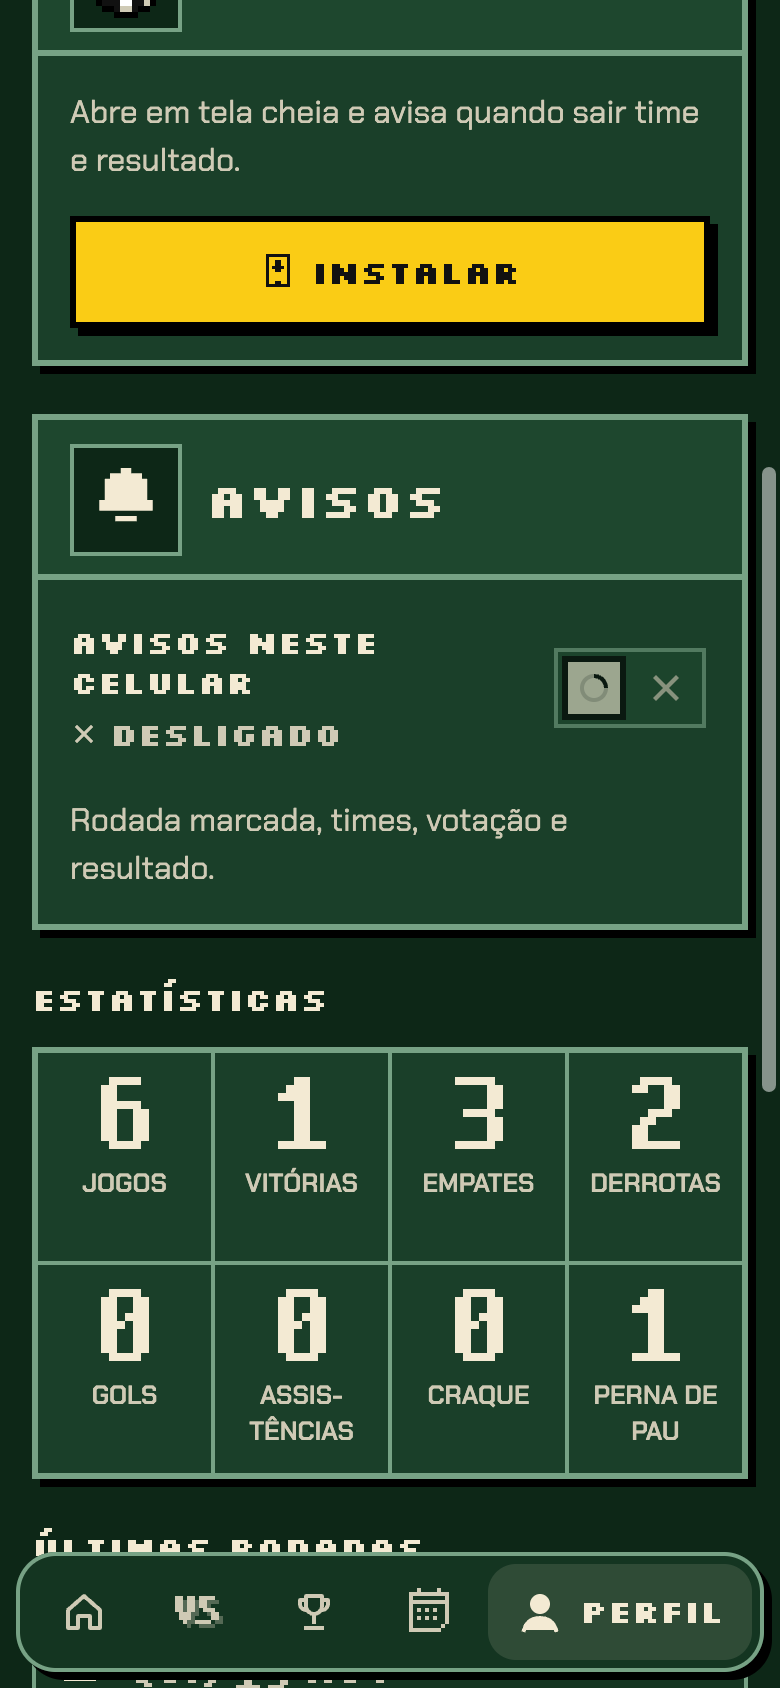 Abre em tela cheia e avisa quando sair time
e resultado.
INSTALAR
AVISOS
AVISOS NESTE
CELULAR
× DESLIGADO
Rodada marcada, times, votação e
resultado.
ESTATÍSTICAS
6 1 3 2
JOGOS VITÓRIAS EMPATES DERROTAS
0 0 0 1
GOLS ASSIS- CRAQUE PERNA DE
TÊNCIAS PAU
ÚLTIMAS RODADAS
VS PERFIL